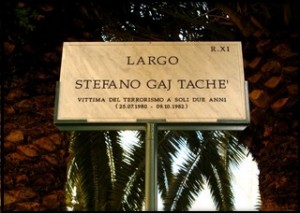 R. XI
LARGO
STEFANO GAJ TACHE'
VITTIMA DEL TERRORISMO A SOLI DUE ANNI
( 25.07.1980 - 09.10.1982 )